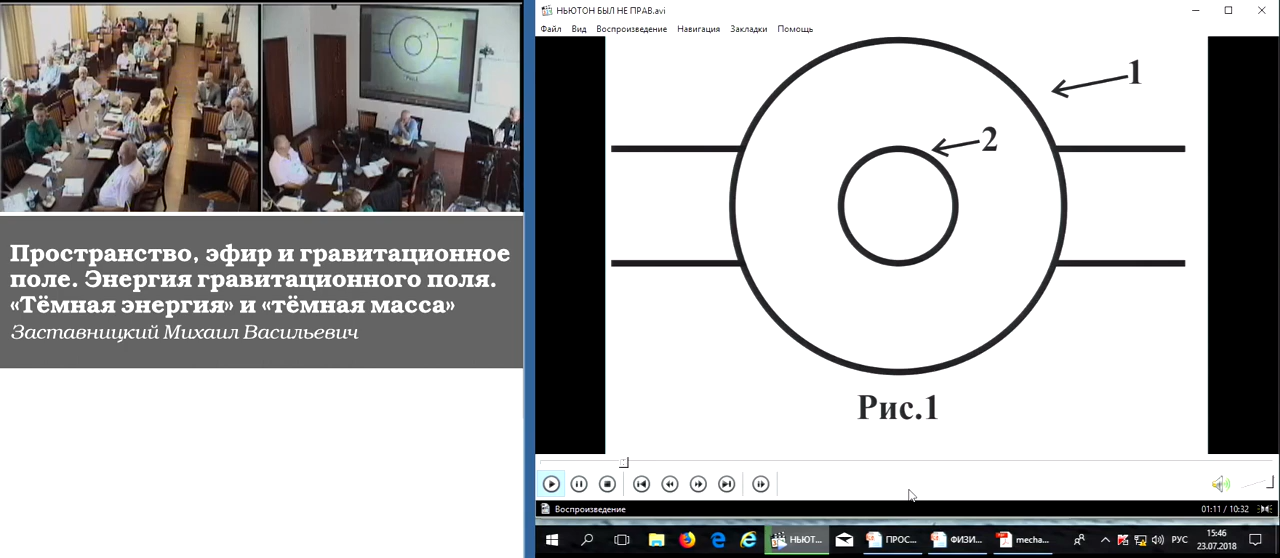 Пространство, эфир и гравитационное
поле. Энергия гравитационного поля.
«Тёмная энергия» и «тёмная масса»
Заставницкий Михаил Васильевич
НЬЮТОН БЫЛ НЕ ПРАВ.avi
Файл Вид Воспроизведение Навигация Закладки Помощь
1
2
Рис.1
Воспроизведение
01:11 / 10:32
НЬЮТ...
ПРОС...
ФИЗИ...
mecha...
РУС
15:46
23.07.2018